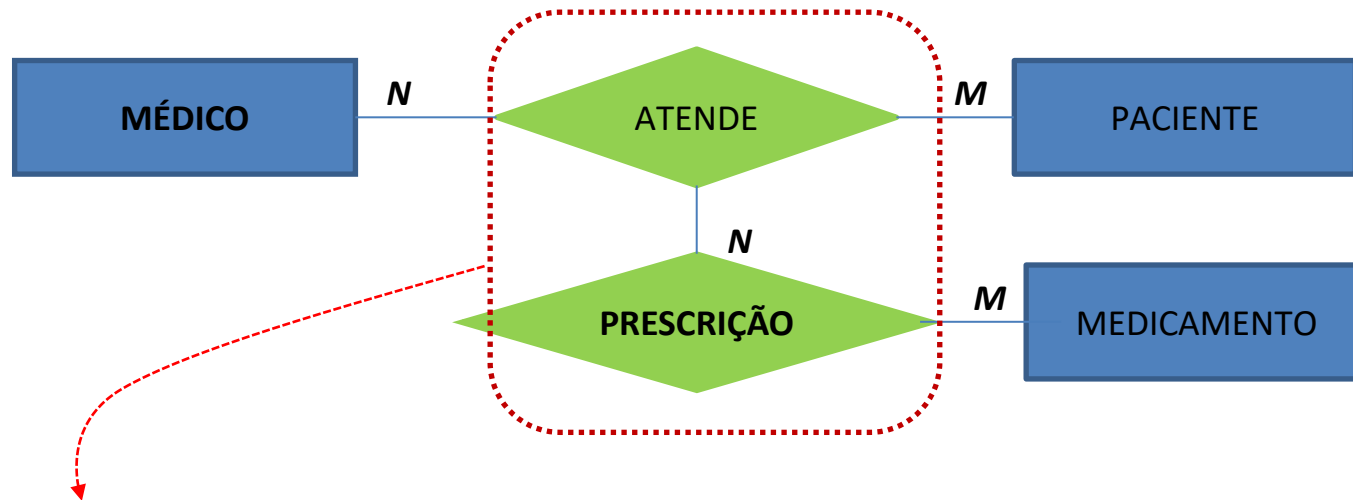 MÉDICO
N
ATENDE
M
PACIENTE
N
PRESCRIÇÃO
M
MEDICAMENTO